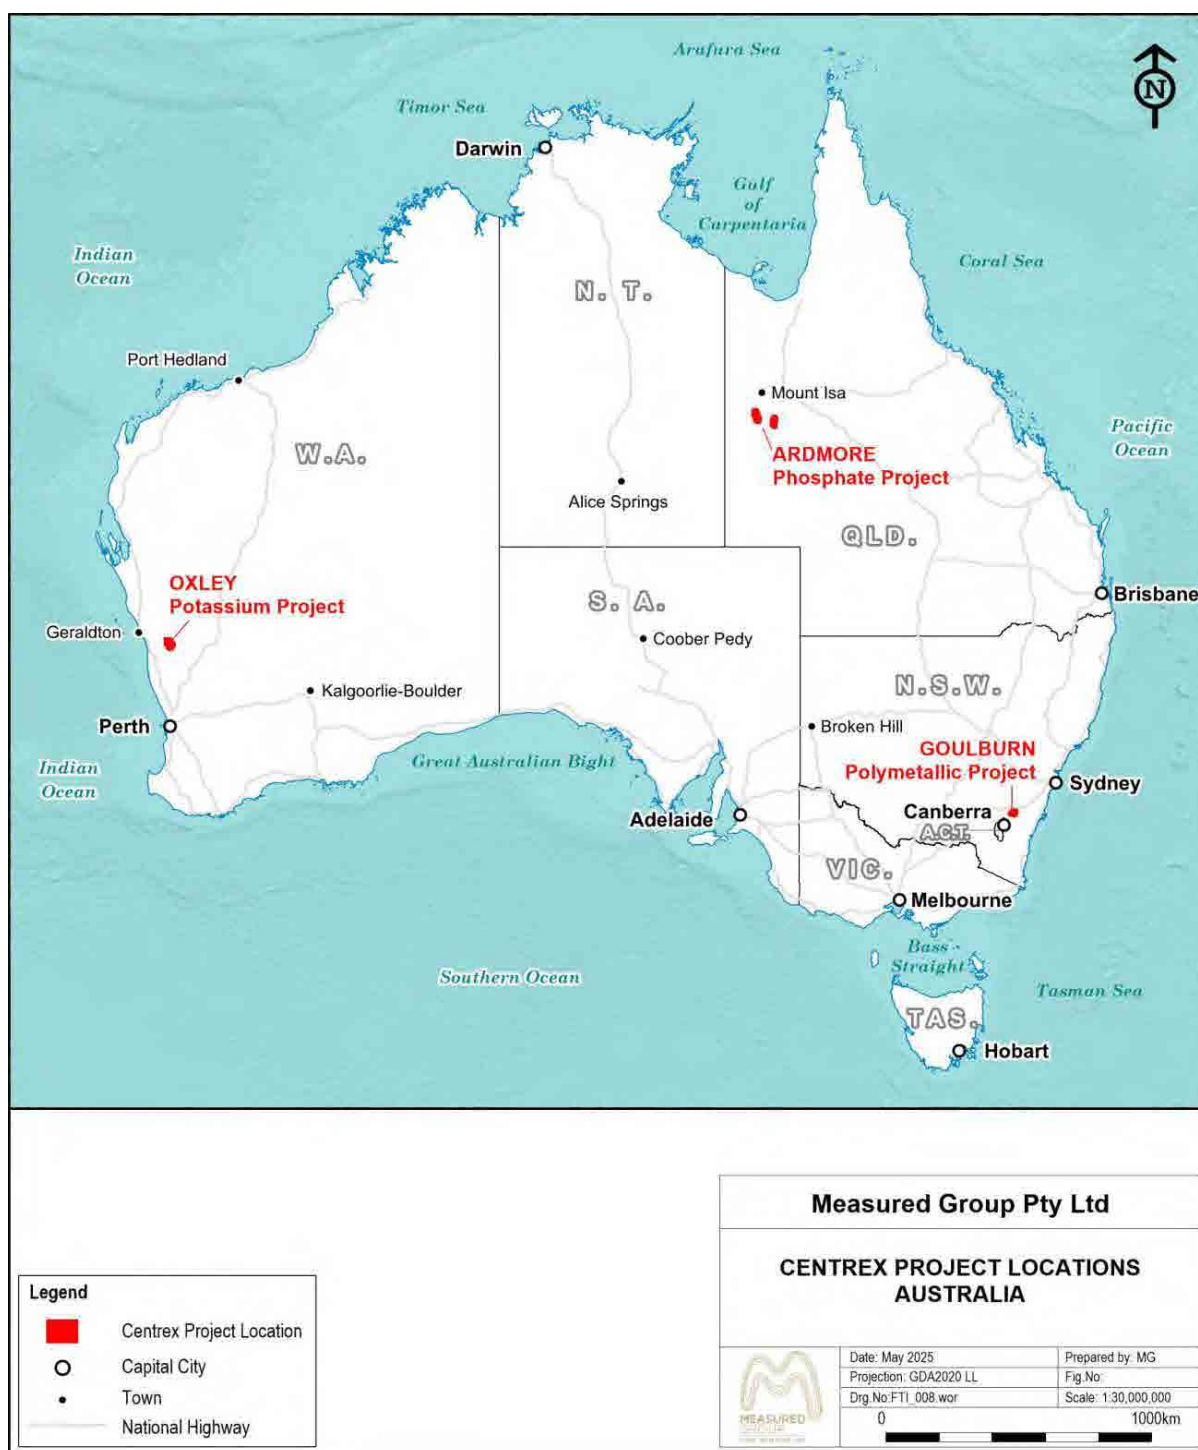 Arafura Sea
N
Timor Sea
Darwin
Gulf
of
Carpentaria
Indian
Ocean
Coral Sea
N. T.
Port Hedland
Mount Isa
Pacific
Ocean
W.A.
ARDMORE
Phosphate Project
Alice Springs
QLD.
OXLEY
Potassium Project
S. A.
Brisbane
Geraldton
Coober Pedy
Kalgoorlie-Boulder
N.S.W.
Perth
Broken Hill
GOULBURN
Polymetallic Project
Indian
Ocean
Great Australian Bight
Sydney
Adelaide
Canberra
A.C.T.
VIC.
Melbourne
Bass
Straight
Southern Ocean
Tasman Sea
TAS.
Hobart
Measured Group Pty Ltd
CENTREX PROJECT LOCATIONS
AUSTRALIA
Legend
Centrex Project Location
Capital City
Town
National Highway
MEASURED
GROUP
Date: May 2025
Prepared by: MG
Projection: GDA2020 LL
Fig.No:
Drg.No:FTI_008.wor
Scale: 1:30,000,000
0
1000km